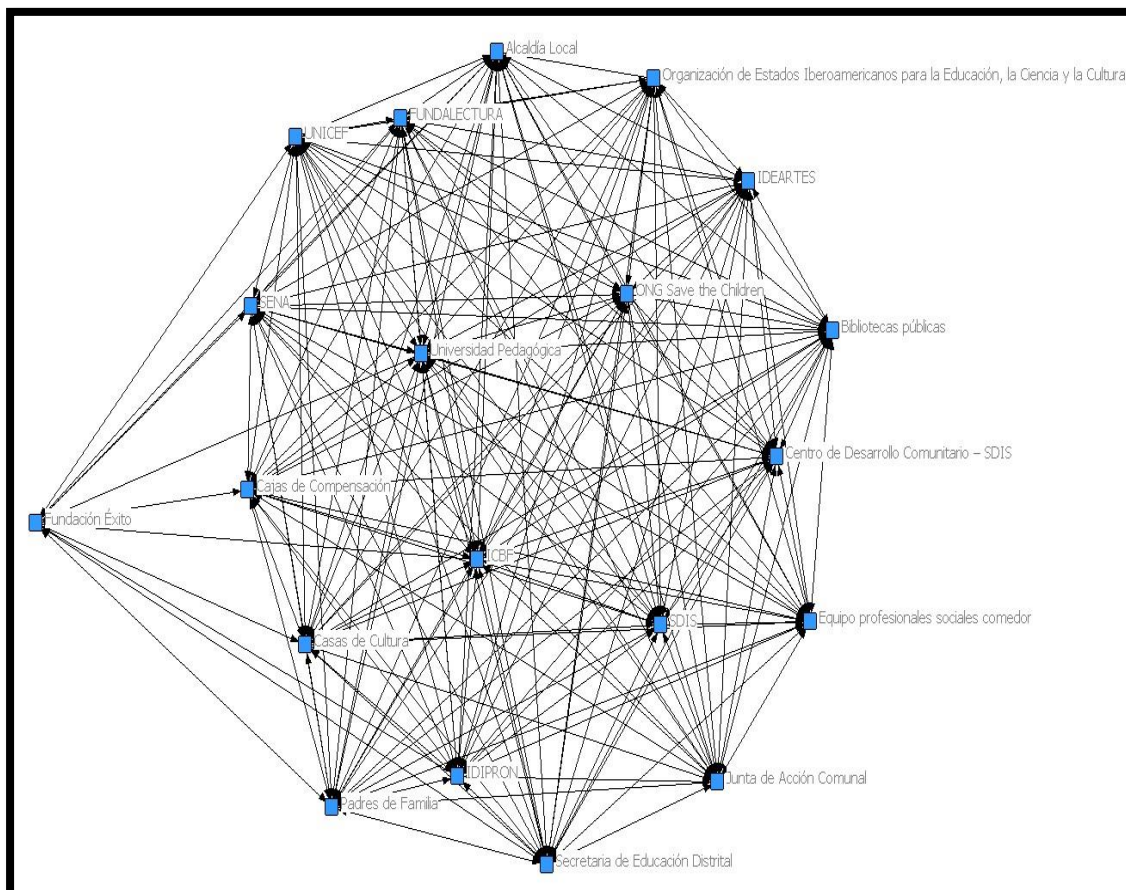 Alcaldía Local
Organización de Estados Iberoamericanos para la Educación, la Ciencia y la Cultura
FUNDALECTURA
UNICEF
IDEARTES
ONG Save the Children
SENA
Bibliotecas públicas
Universidad Pedagógica
Centro de Desarrollo Comunitario – SDIS
Cajas de Compensación
Fundación Éxito
ICBF
Equipo profesionales sociales comedor
SDIS
Casas de Cultura
IDIPRON
Junta de Acción Comunal
Padres de Familia
Secretaria de Educación Distrital